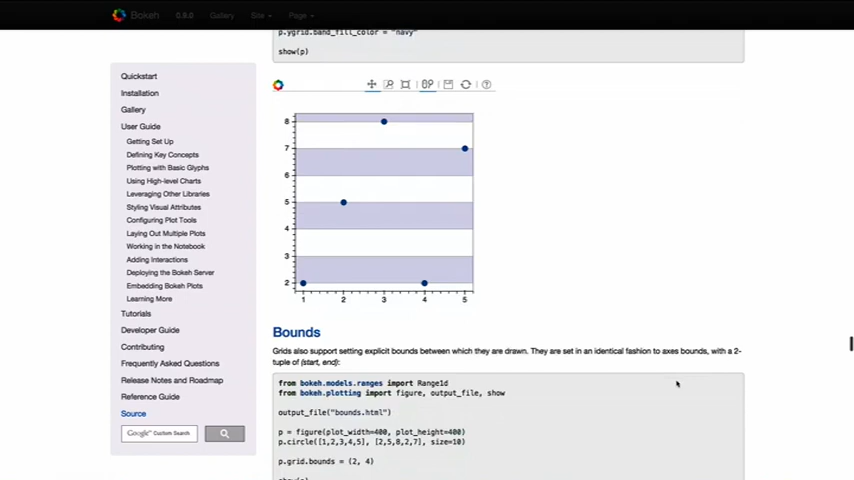 Bokeh 0.9.0 Gallery Site Page
p.ygrid.band_fill_color = "navy"
show(p)
Quickstart
Installation
Gallery
User Guide
Getting Set Up
Defining Key Concepts
Plotting with Basic Glyphs
Using High-level Charts
Leveraging Other Libraries
Styling Visual Attributes
Configuring Plot Tools
Laying Out Multiple Plots
Working in the Notebook
Adding Interactions
Deploying the Bokeh Server
Embedding Bokeh Plots
Learning More
Tutorials
Developer Guide
Contributing
Frequently Asked Questions
Release Notes and Roadmap
Reference Guide
Source
Google Custom Search
8
7
6
5
4
3
2
1 2 3 4 5
Bounds
Grids also support setting explicit bounds between which they are drawn. They are set in an identical fashion to axes bounds, with a 2-
tuple of (start, end):
from bokeh.models.ranges import Range1d
from bokeh.plotting import figure, output_file, show
output_file("bounds.html")
p = figure(plot_width=400, plot_height=400)
p.circle([1,2,3,4,5], [2,5,8,2,7], size=10)
p.grid.bounds = (2, 4)